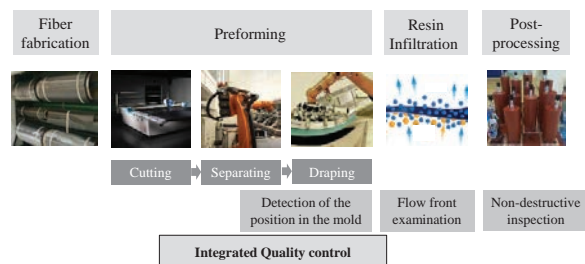 Fiber
fabrication
Preforming
Resin
Infiltration
Post-
processing
Cutting
Separating
Draping
Detection of the
position in the mold
Flow front
examination
Non-destructive
inspection
Integrated Quality control